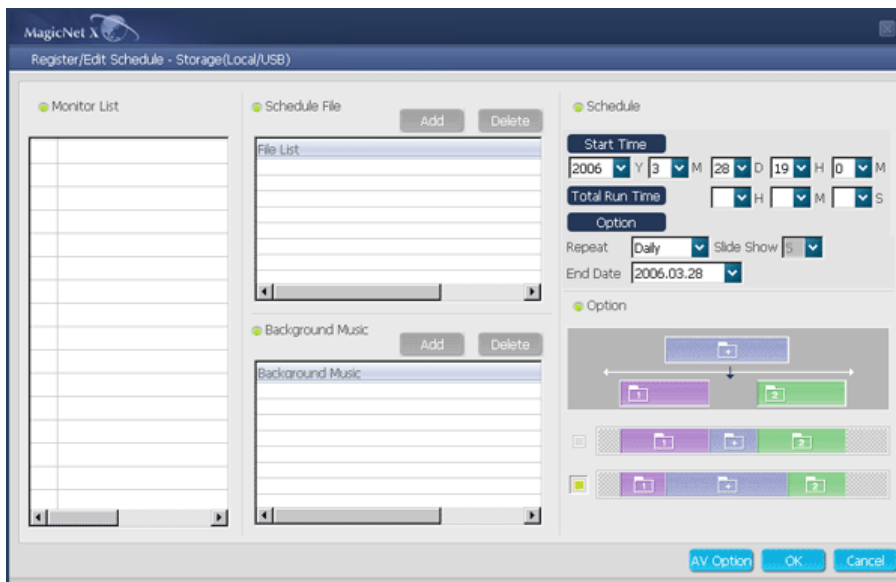 MagicNet X
Register/Edit Schedule - Storage(Local/USB)
Monitor List
Schedule File
Add
Delete
File List
Background Music
Add
Delete
Background Music
Schedule
Start Time
2006 Y 3 M 28 D 19 H 0 M
Total Run Time H M S
Option
Repeat Daily Slide Show 5
End Date 2006.03.28
Option
+
1 2
1 + 2
1 + 2
AV Option OK Cancel